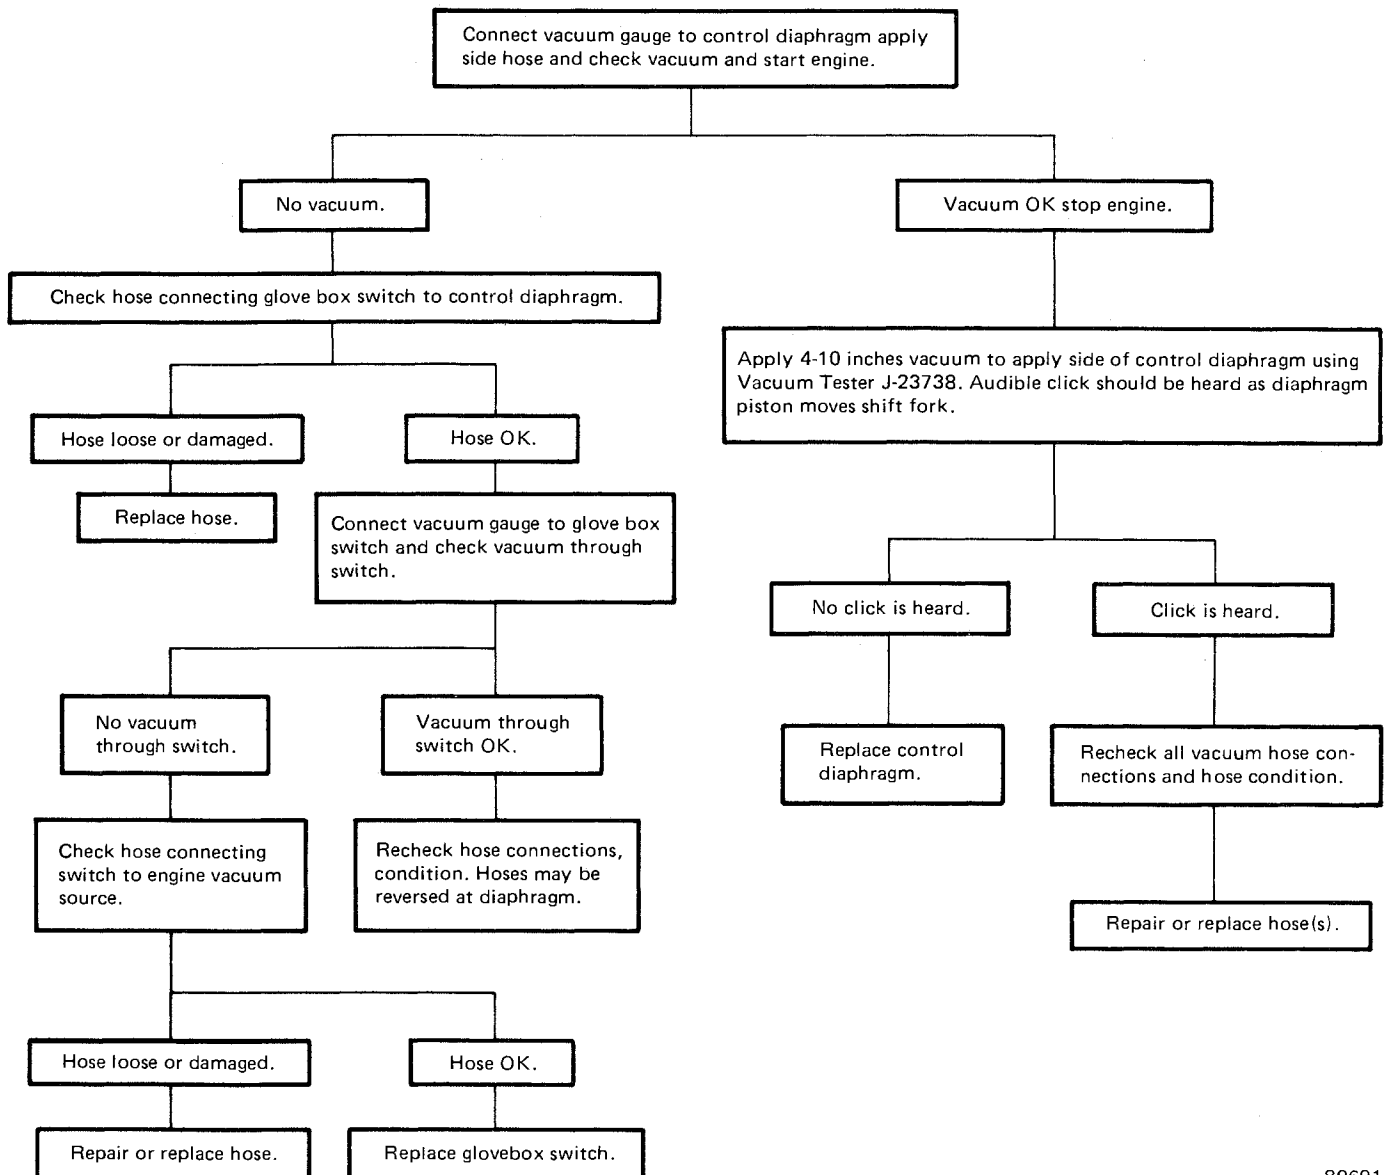 Connect vacuum gauge to control diaphragm apply
side hose and check vacuum and start engine.
No vacuum.
Vacuum OK stop engine.
Check hose connecting glove box switch to control diaphragm.
Apply 4-10 inches vacuum to apply side of control diaphragm using
Vacuum Tester J-23738. Audible click should be heard as diaphragm
piston moves shift fork.
Hose loose or damaged.
Hose OK.
Replace hose.
Connect vacuum gauge to glove box
switch and check vacuum through
switch.
No click is heard.
Click is heard.
No vacuum
through switch.
Vacuum through
switch OK.
Replace control
diaphragm.
Recheck all vacuum hose con-
nections and hose condition.
Check hose connecting
switch to engine vacuum
source.
Recheck hose connections,
condition. Hoses may be
reversed at diaphragm.
Repair or replace hose(s).
Hose loose or damaged.
Hose OK.
Repair or replace hose.
Replace glovebox switch.